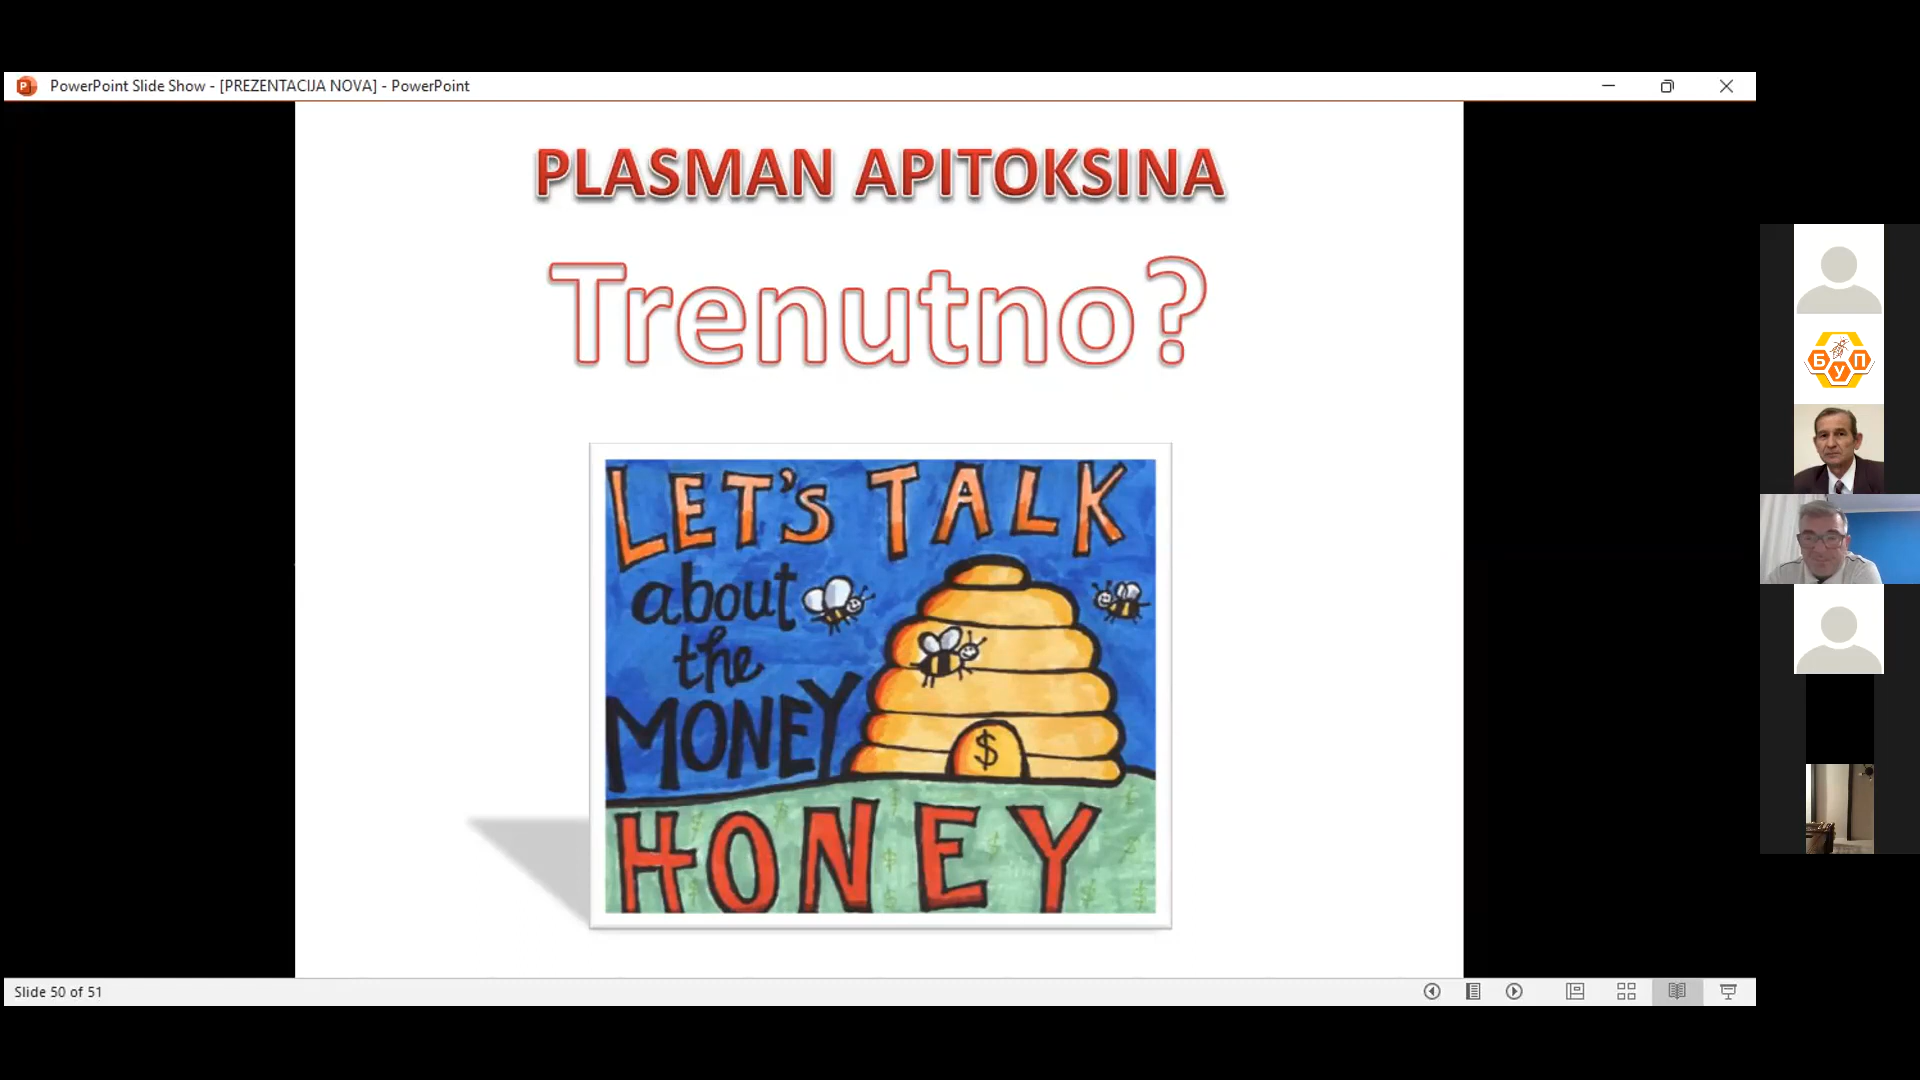 PowerPoint Slide Show - [PREZENTACIJA NOVA] - PowerPoint
PLASMAN APITOKSINA
Trenutno?
LET'S TALK
about
the
MONEY
$
HONEY
БУП
Slide 50 of 51